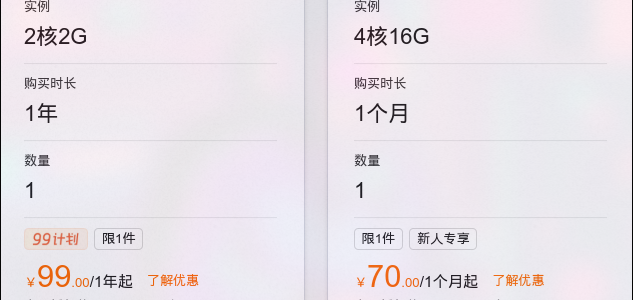 实例
2核2G
购买时长
1年
数量
1
99计划 限1件
¥99.00/1年起 了解优惠
实例
4核16G
购买时长
1个月
数量
1
限1件 新人专享
¥70.00/1个月起 了解优惠